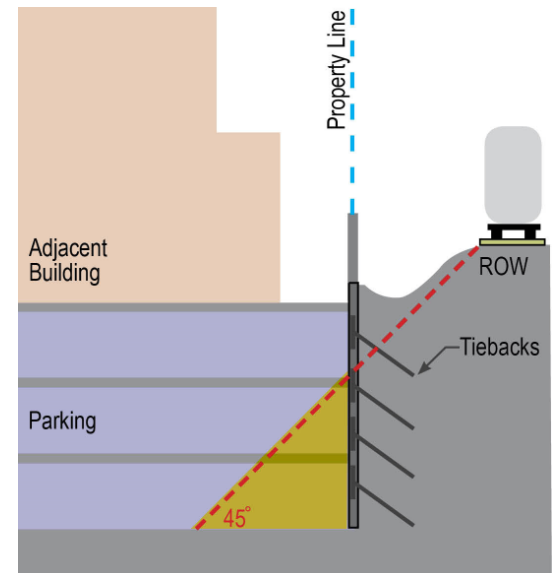 Property Line
Adjacent
Building
ROW
Tiebacks
Parking
45°